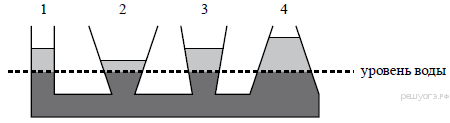 1 2 3 4
уровень воды
решуогэ.рф